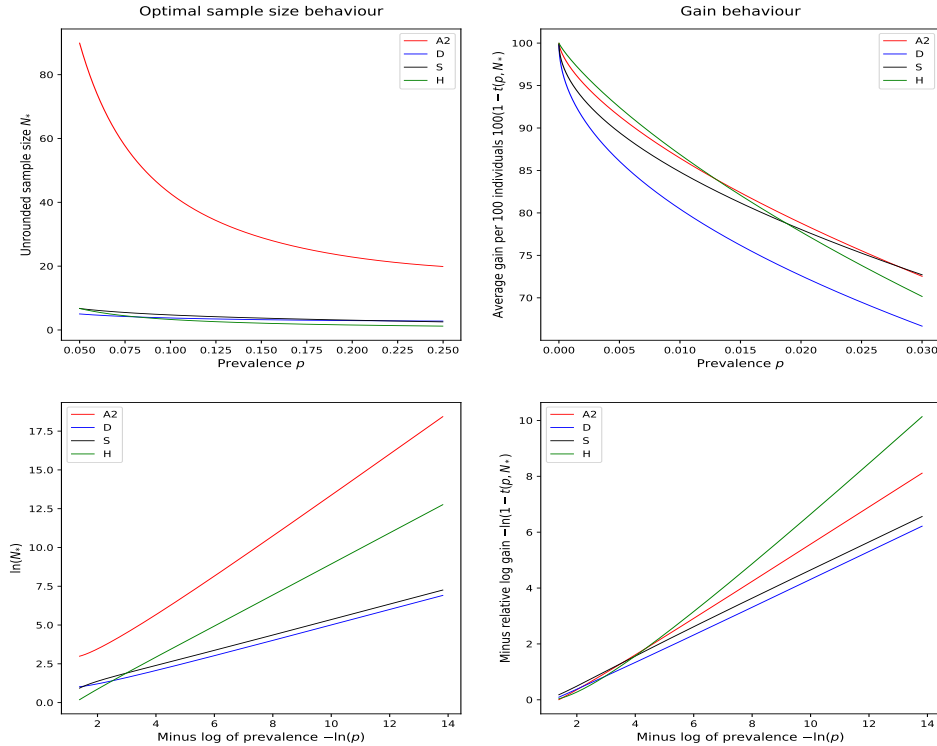 Optimal sample size behaviour
Unrounded sample size N*
80
60
40
20
0
0.050 0.075 0.100 0.125 0.150 0.175 0.200 0.225 0.250
Prevalence p
A2
D
S
H
Gain behaviour
Average gain per 100 individuals 100(1 − t(p, N*)
100
95
90
85
80
75
70
0.000 0.005 0.010 0.015 0.020 0.025 0.030
Prevalence p
A2
D
S
H
ln(N*)
17.5
15.0
12.5
10.0
7.5
5.0
2.5
0.0
2 4 6 8 10 12 14
Minus log of prevalence −ln(p)
A2
D
S
H
Minus relative log gain −ln(1 − t(p, N*)
10
8
6
4
2
0
2 4 6 8 10 12 14
Minus log of prevalence −ln(p)
A2
D
S
H